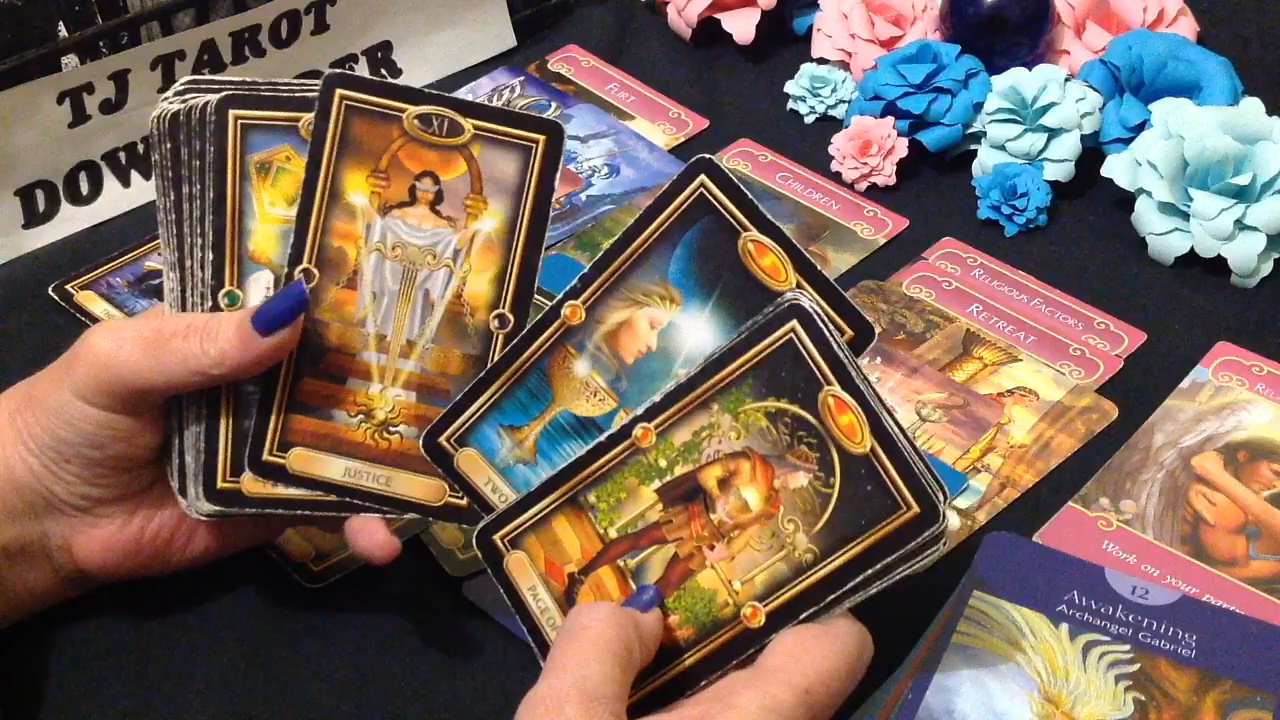 TJ TAROT
DOW
DER
FLIRT
CHILDREN
RELIGIOUS FACTORS
RETREAT
REL
Work on your part
12
Awakening
Archangel Gabriel
XI
JUSTICE
TWO
PAGE O